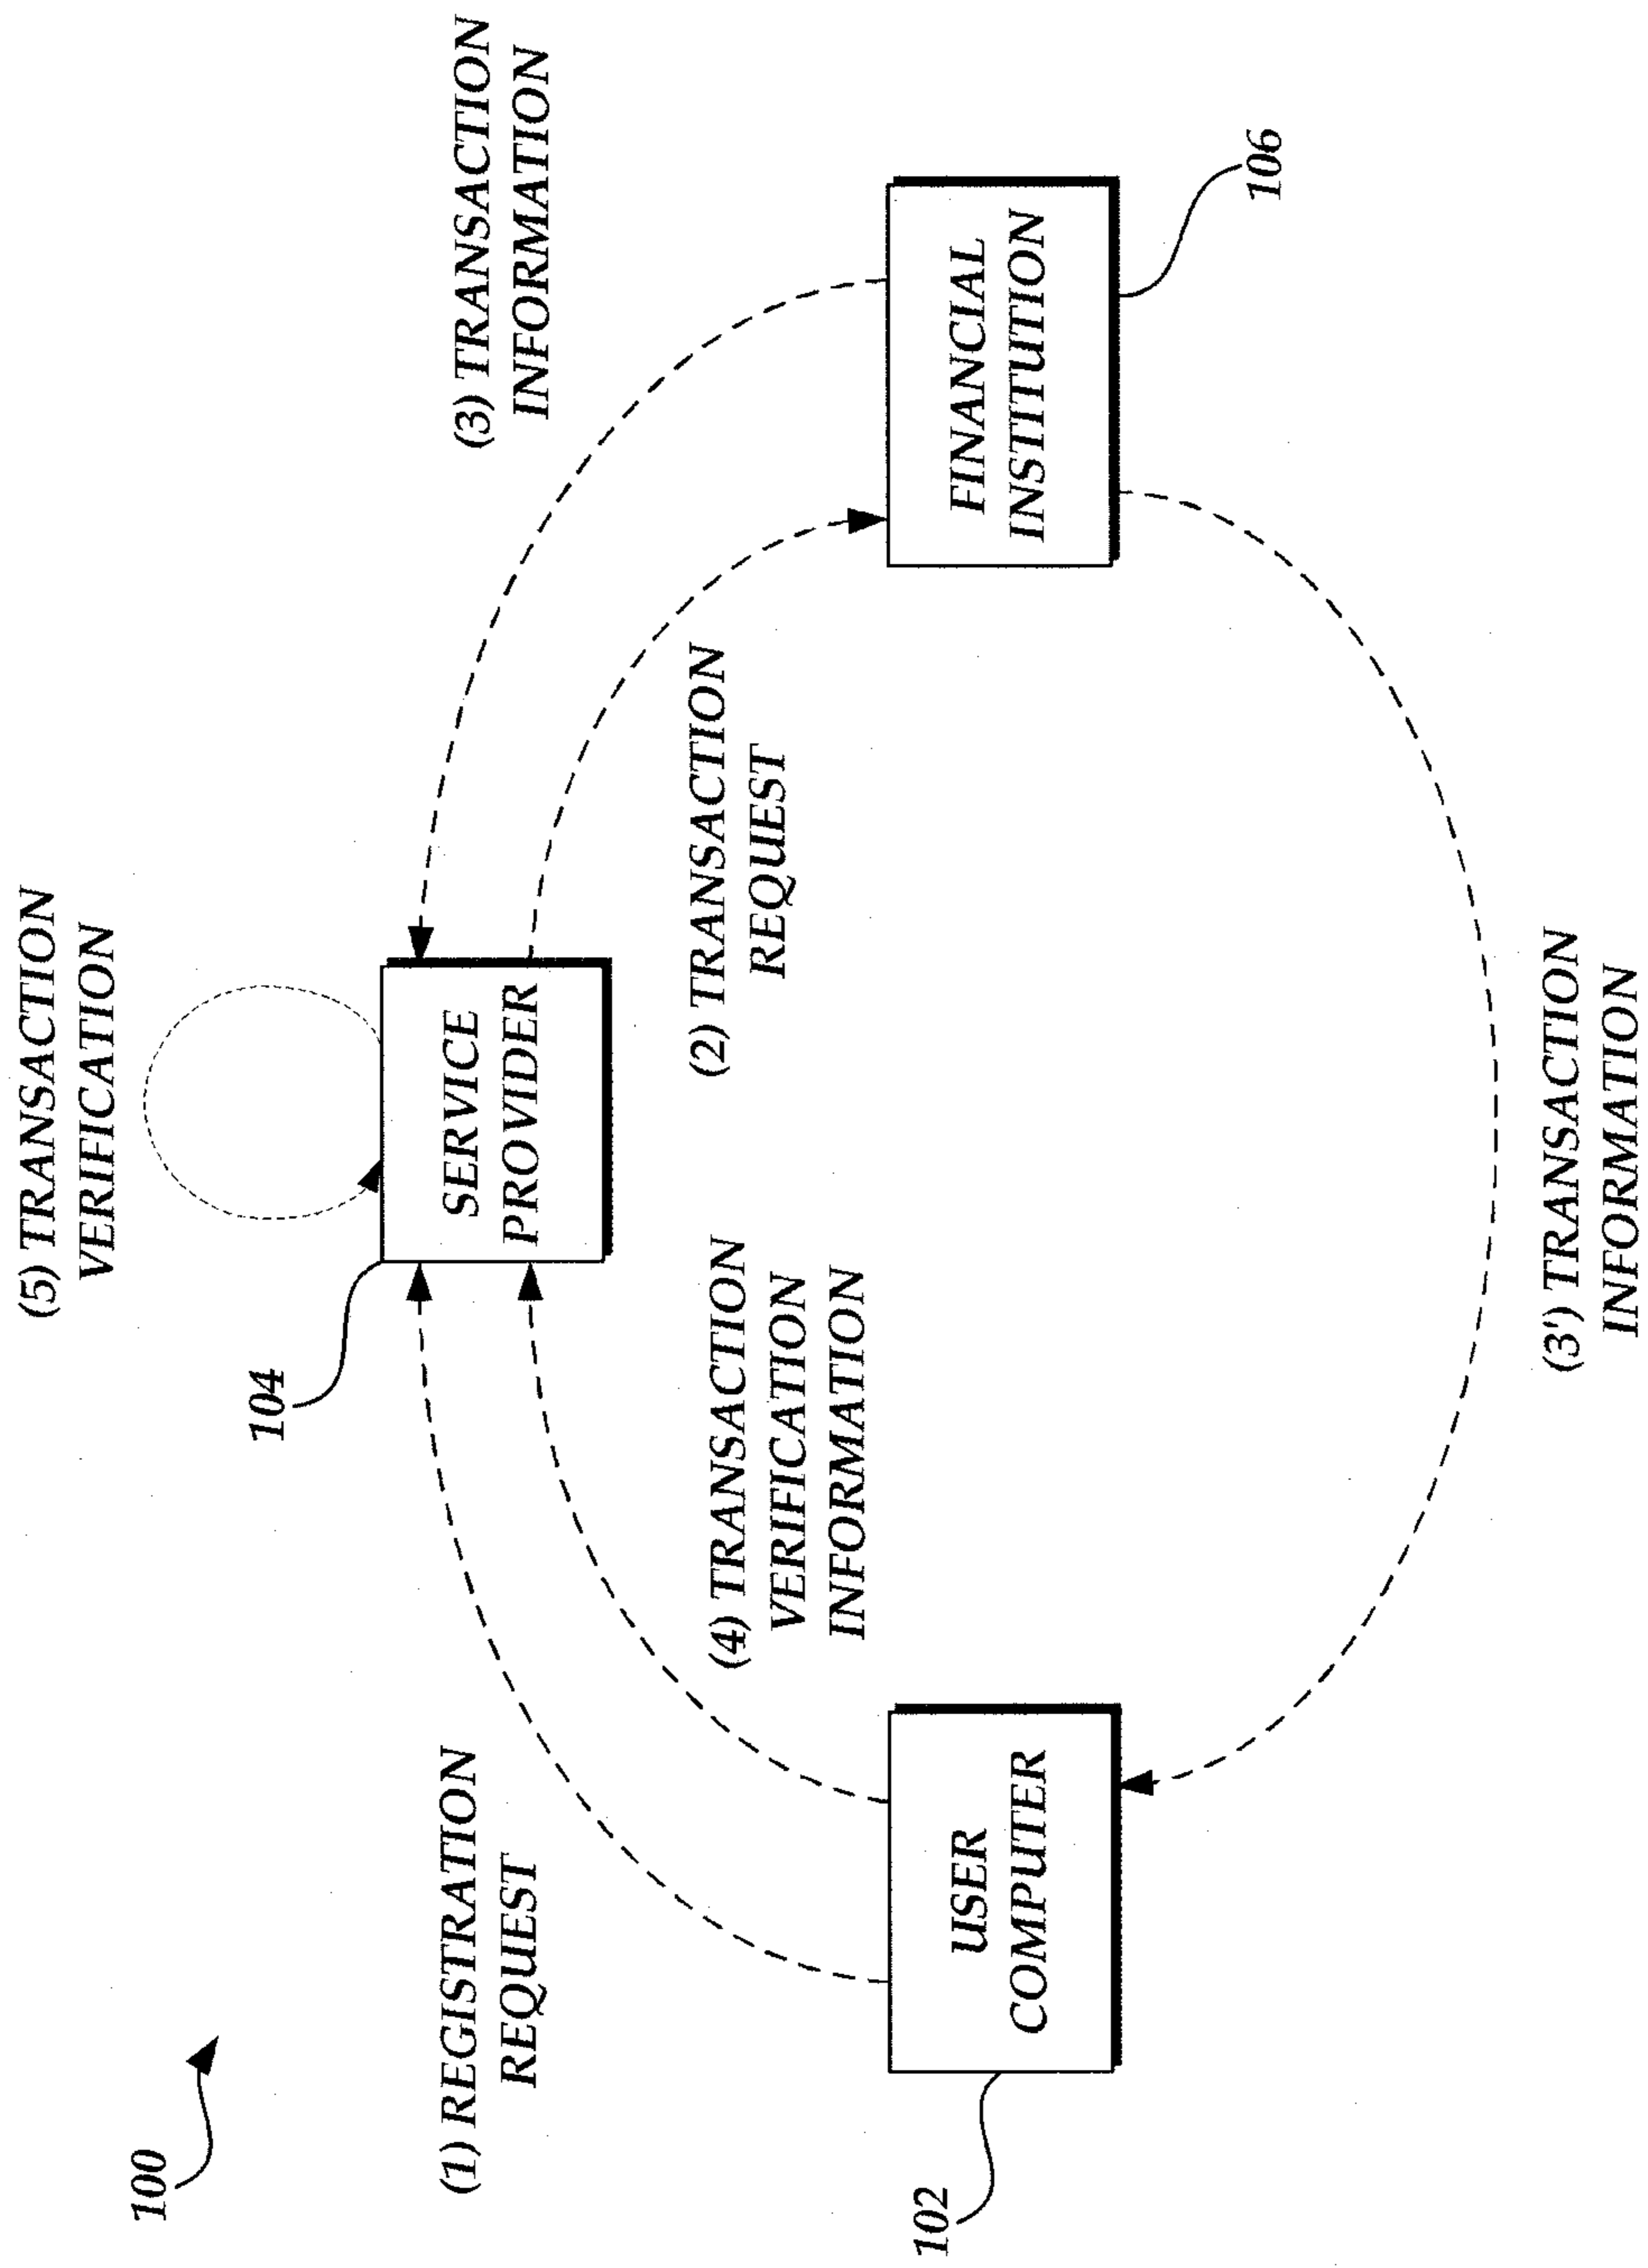 100
(5) TRANSACTION
VERIFICATION
104
(1) REGISTRATION
REQUEST
SERVICE
PROVIDER
(3) TRANSACTION
INFORMATION
(4) TRANSACTION
VERIFICATION
INFORMATION
(2) TRANSACTION
REQUEST
102
USER
COMPUTER
FINANCIAL
INSTITUTION
106
(3') TRANSACTION
INFORMATION